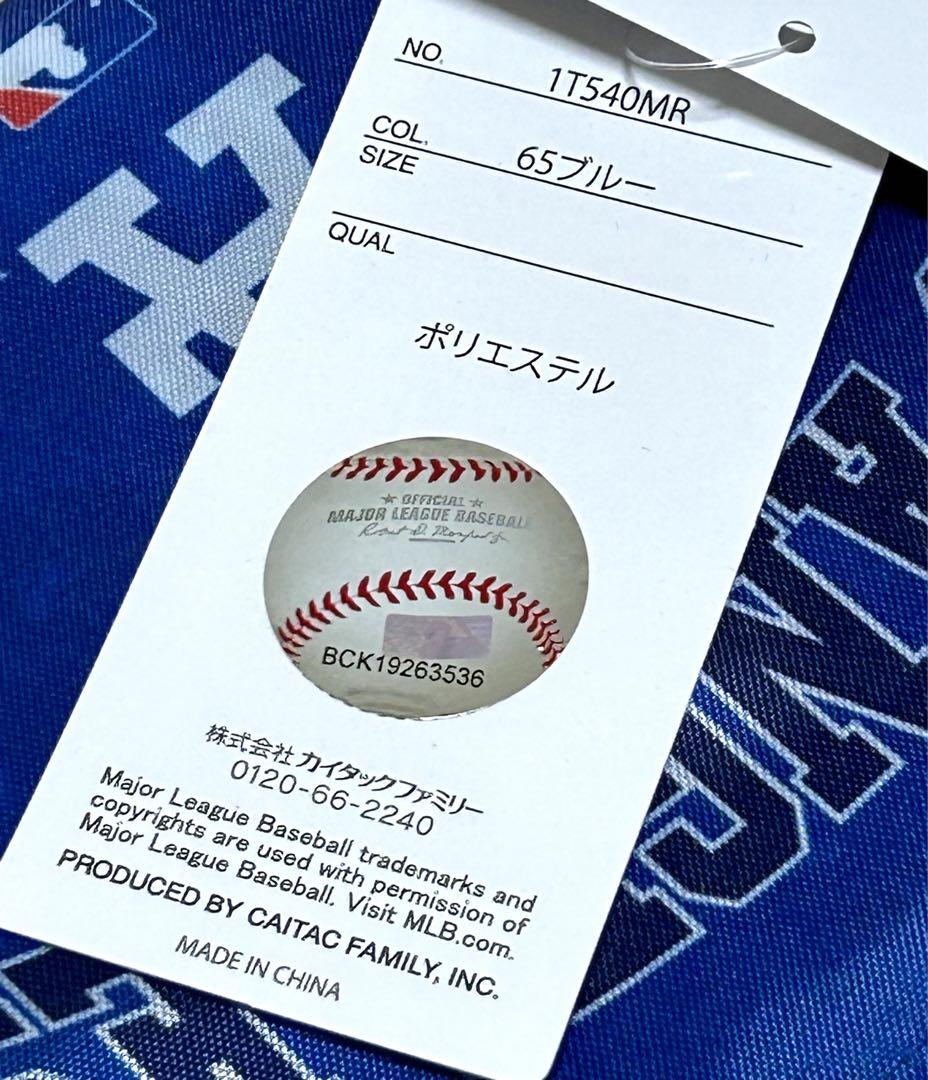 NO.
1T540MR
COL.
65ブルー
SIZE
QUAL
ポリエステル
★ OFFICIAL ★
MAJOR LEAGUE BASEBALL
BCK19263536
株式会社 カイタックファミリー
0120-66-2240
Major League Baseball trademarks and
copyrights are used with permission of
Major League Baseball. Visit MLB.com.
PRODUCED BY CAITAC FAMILY, INC.
MADE IN CHINA